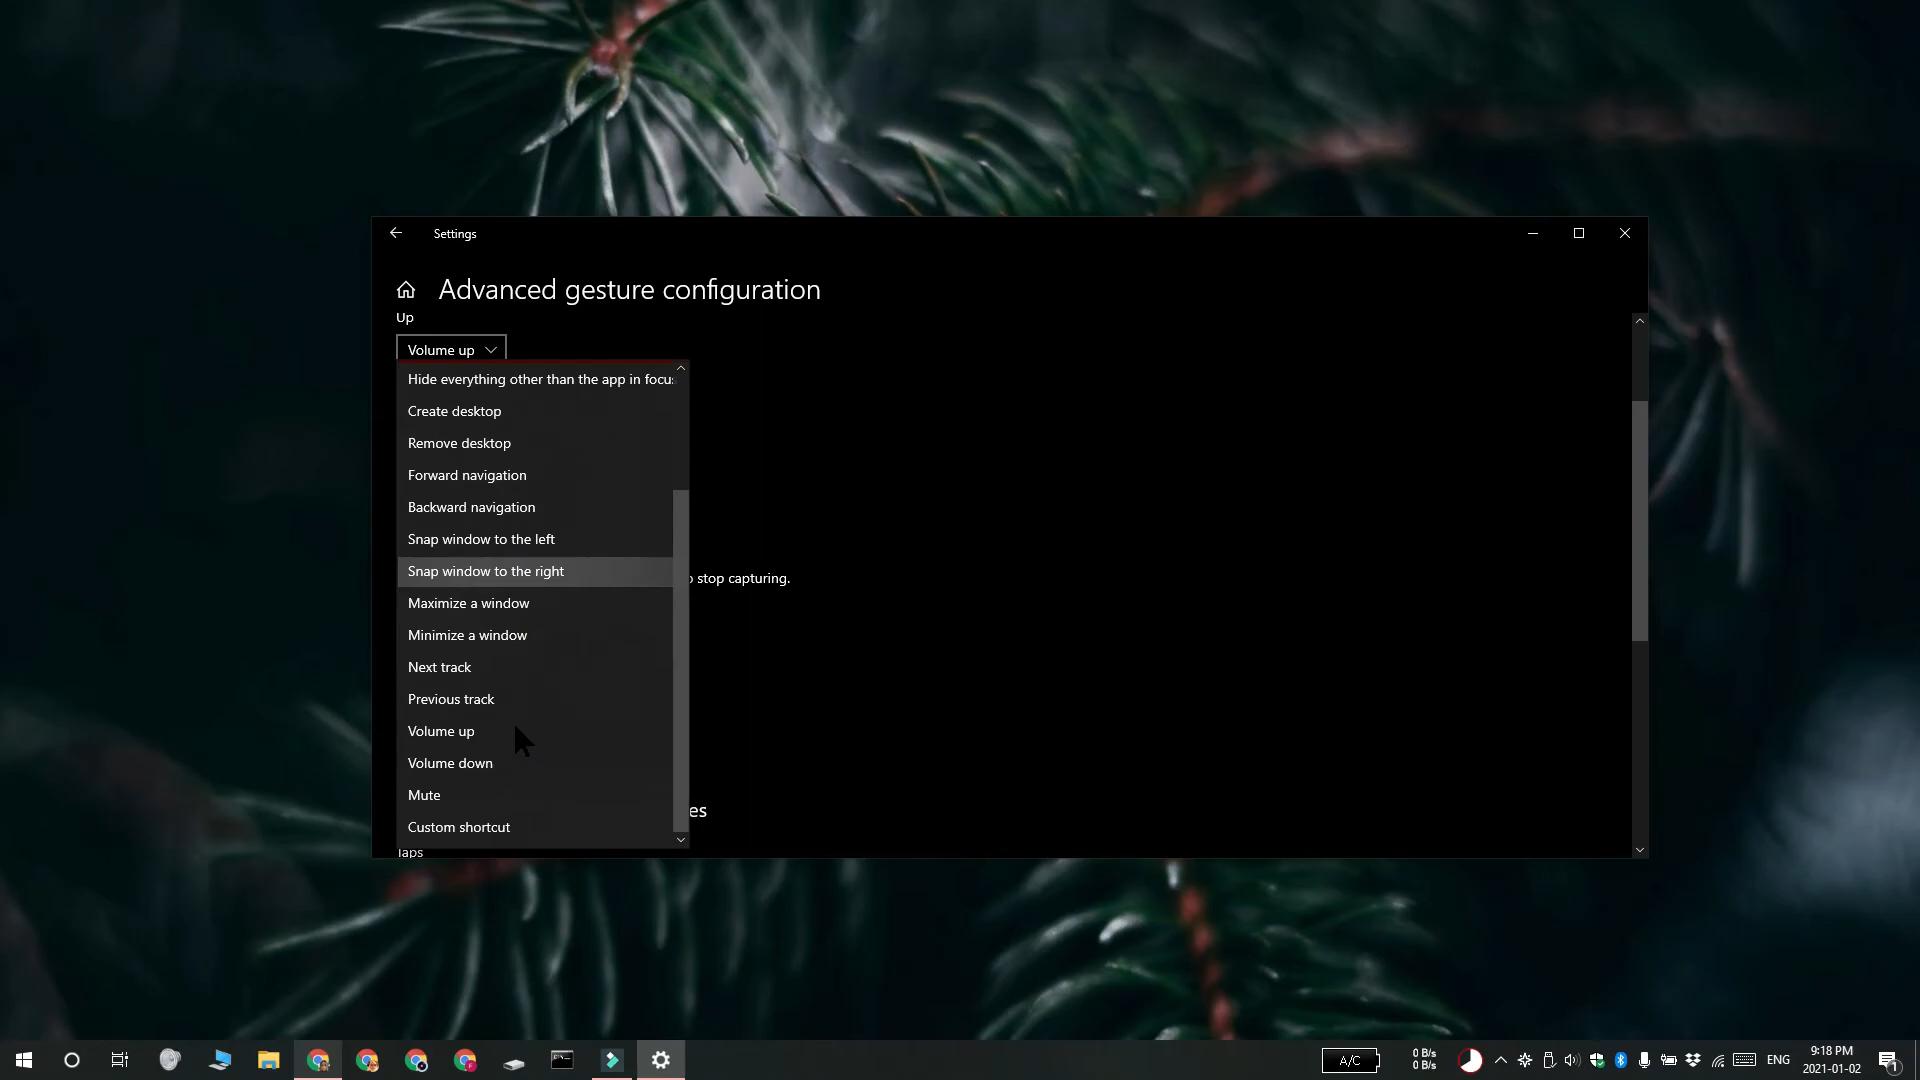 Settings
Advanced gesture configuration
Up
Volume up
Hide everything other than the app in focu
Create desktop
Remove desktop
Forward navigation
Backward navigation
Snap window to the left
Snap window to the right
stop capturing.
Maximize a window
Minimize a window
Next track
Previous track
Volume up
Volume down
Mute
es
Custom shortcut
Taps
A/C
0 B/s
0 B/s
ENG
9:18 PM
2021-01-02
1